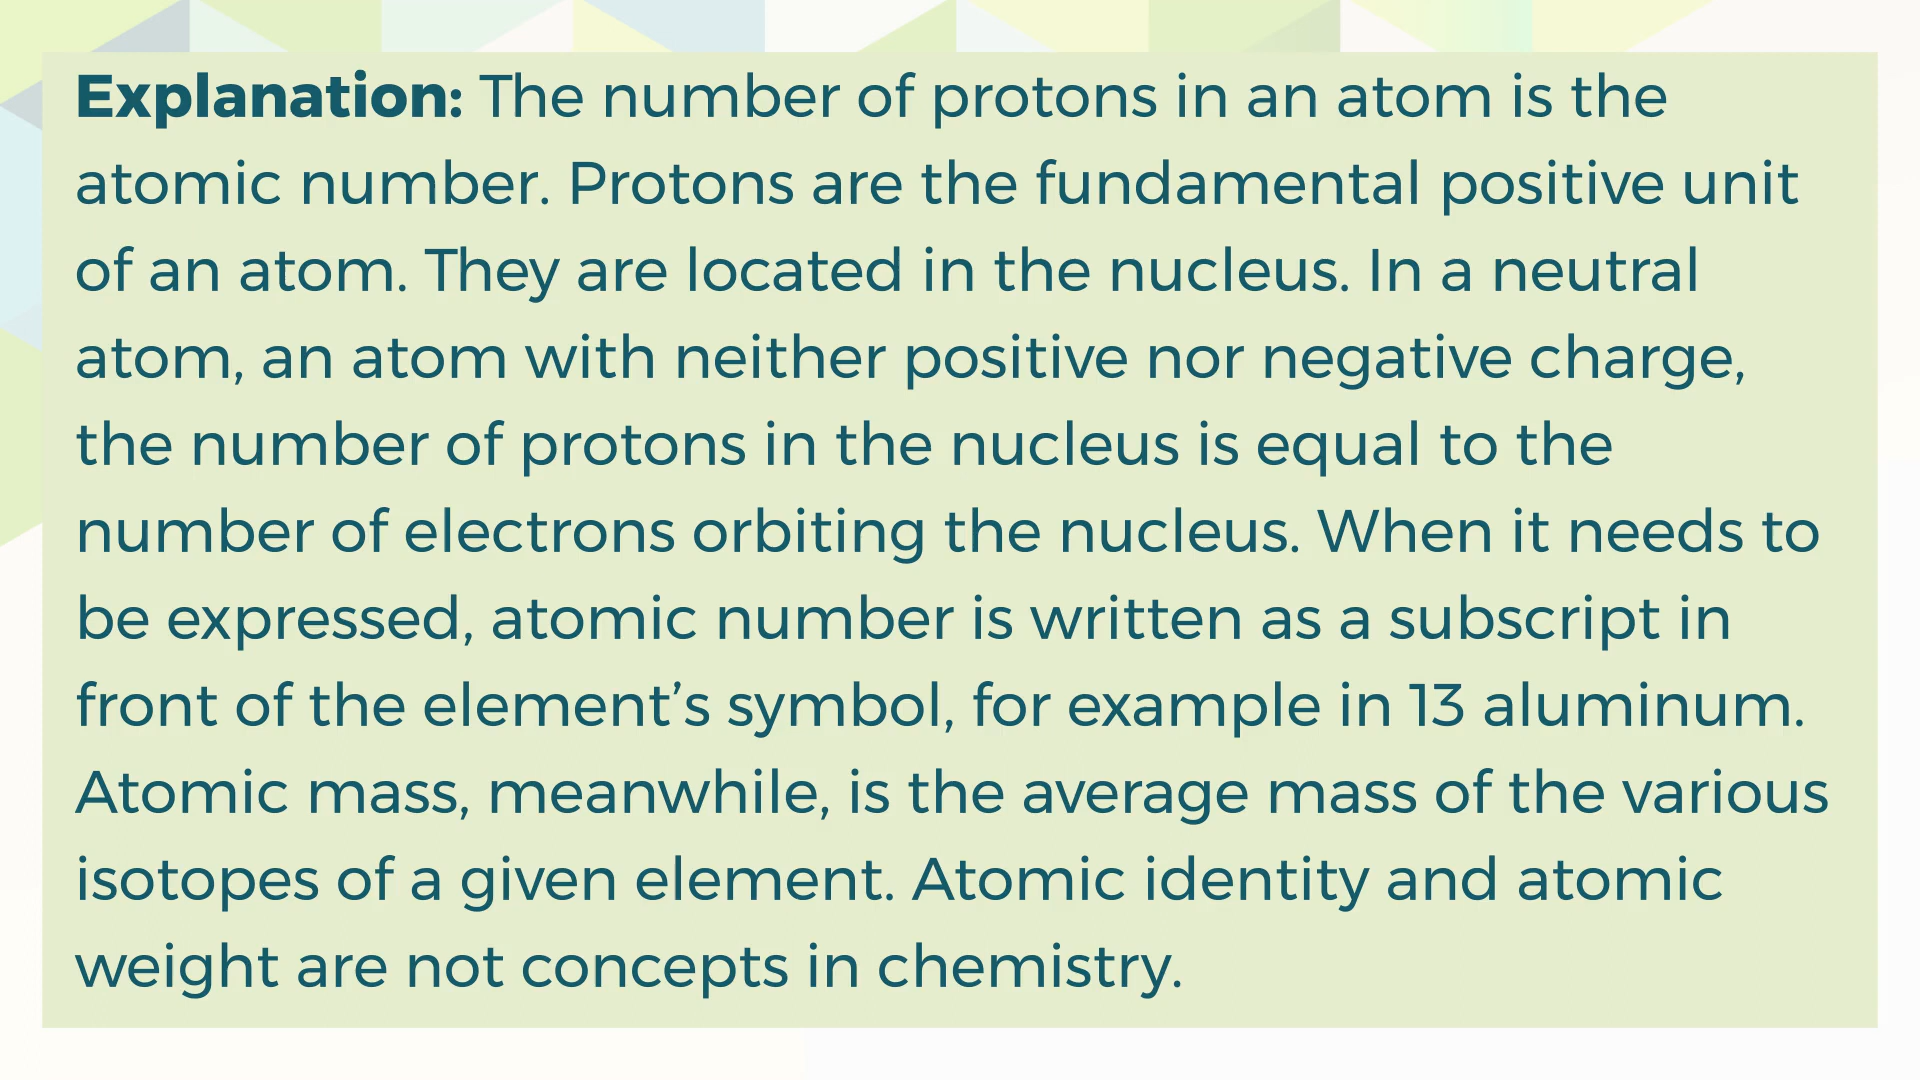 Explanation: The number of protons in an atom is the
atomic number. Protons are the fundamental positive unit
of an atom. They are located in the nucleus. In a neutral
atom, an atom with neither positive nor negative charge,
the number of protons in the nucleus is equal to the
number of electrons orbiting the nucleus. When it needs to
be expressed, atomic number is written as a subscript in
front of the element’s symbol, for example in 13 aluminum.
Atomic mass, meanwhile, is the average mass of the various
isotopes of a given element. Atomic identity and atomic
weight are not concepts in chemistry.